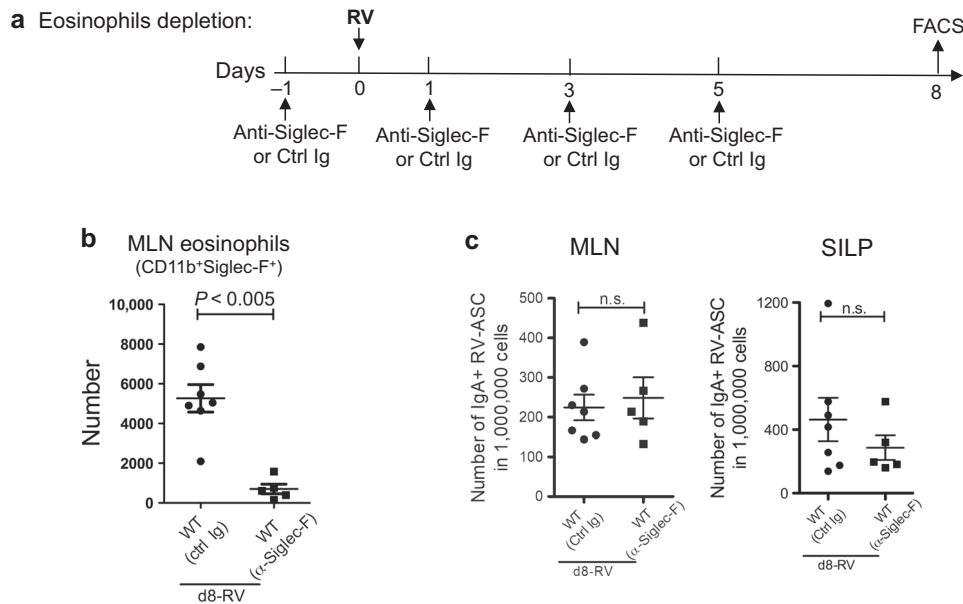 a Eosinophils depletion:
RV
FACS
Days
–1 0 1 3 5 8
Anti-Siglec-F Anti-Siglec-F Anti-Siglec-F Anti-Siglec-F
or Ctrl Ig or Ctrl Ig or Ctrl Ig or Ctrl Ig
b
MLN eosinophils
(CD11b+Siglec-F+)
P < 0.005
10,000
8000
6000
4000
2000
0
Number
WT
(ctrl Ig)
WT
(α-Siglec-F)
d8-RV
c
MLN
n.s.
500
400
300
200
100
0
Number of IgA+ RV-ASC
in 1,000,000 cells
WT
(Ctrl Ig)
WT
(α-Siglec-F)
d8-RV
SILP
n.s.
1200
800
400
0
Number of IgA+ RV-ASC
in 1,000,000 cells
WT
(Ctrl Ig)
WT
(α-Siglec-F)
d8-RV